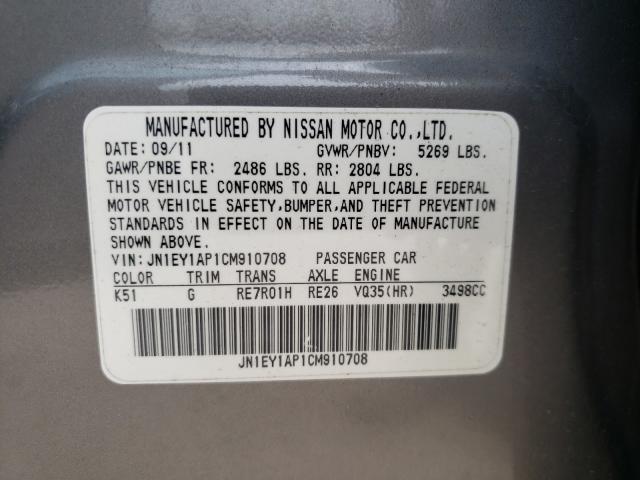 MANUFACTURED BY NISSAN MOTOR CO.,LTD.
DATE: 09/11 GVWR/PNBV: 5269 LBS.
GAWR/PNBE FR: 2486 LBS. RR: 2804 LBS.
THIS VEHICLE CONFORMS TO ALL APPLICABLE FEDERAL
MOTOR VEHICLE SAFETY,BUMPER,AND THEFT PREVENTION
STANDARDS IN EFFECT ON THE DATE OF MANUFACTURE
SHOWN ABOVE.
VIN: JN1EY1AP1CM910708 PASSENGER CAR
COLOR TRIM TRANS AXLE ENGINE
K51 G RE7R01H RE26 VQ35(HR) 3498CC
JN1EY1AP1CM910708